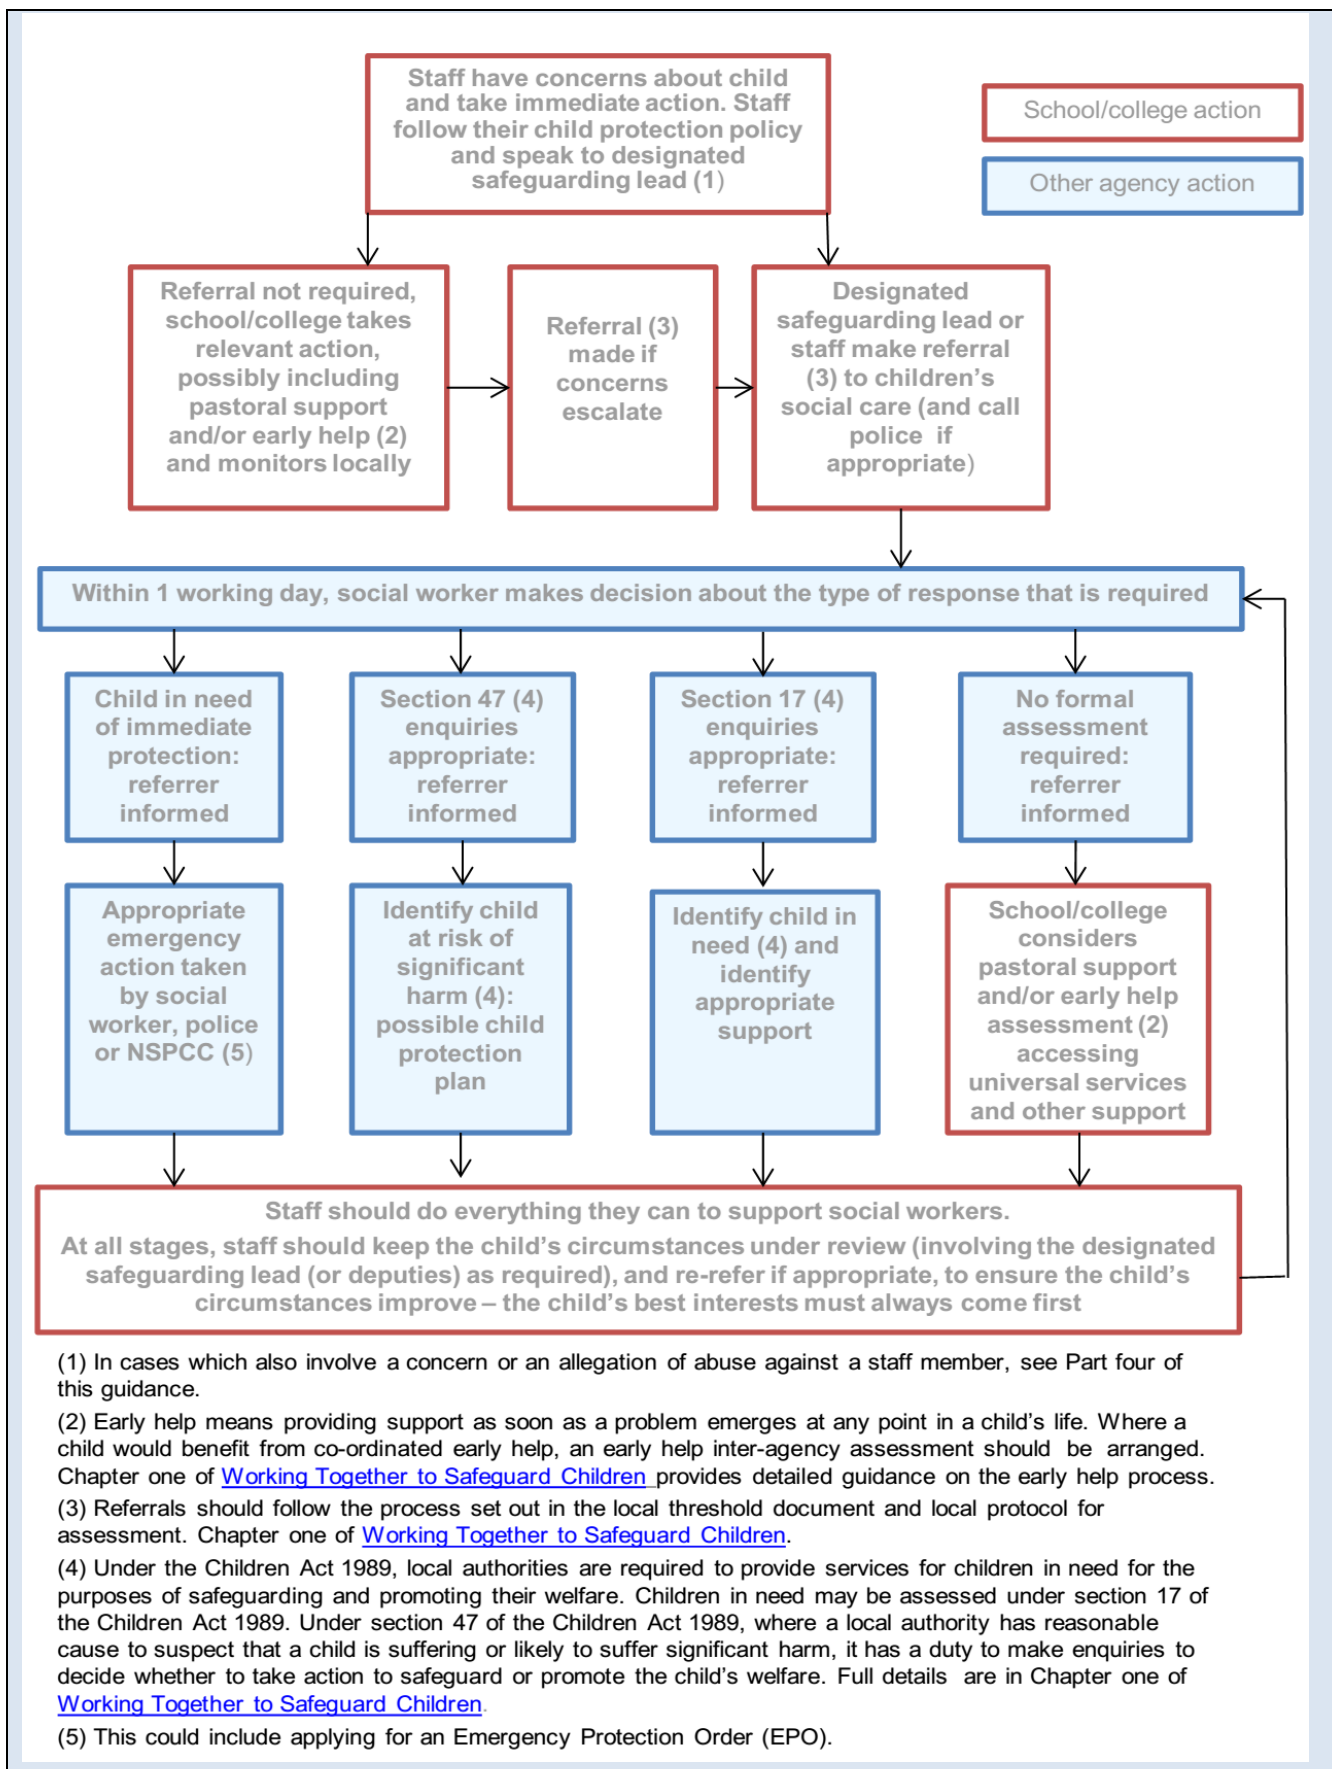 Staff have concerns about child
and take immediate action. Staff
follow their child protection policy
and speak to designated
safeguarding lead (1)
School/college action
Other agency action
Referral not required,
school/college takes
relevant action,
possibly including
pastoral support
and/or early help (2)
and monitors locally
Referral (3)
made if
concerns
escalate
Designated
safeguarding lead or
staff make referral
(3) to children’s
social care (and call
police if
appropriate)
Within 1 working day, social worker makes decision about the type of response that is required
Child in need
of immediate
protection:
referrer
informed
Section 47 (4)
enquiries
appropriate:
referrer
informed
Section 17 (4)
enquiries
appropriate:
referrer
informed
No formal
assessment
required:
referrer
informed
Appropriate
emergency
action taken
by social
worker, police
or NSPCC (5)
Identify child
at risk of
significant
harm (4):
possible child
protection
plan
Identify child in
need (4) and
identify
appropriate
support
School/college
considers
pastoral support
and/or early help
assessment (2)
accessing
universal services
and other support
Staff should do everything they can to support social workers.
At all stages, staff should keep the child’s circumstances under review (involving the designated
safeguarding lead (or deputies) as required), and re-refer if appropriate, to ensure the child’s
circumstances improve – the child’s best interests must always come first
(1) In cases which also involve a concern or an allegation of abuse against a staff member, see Part four of
this guidance.
(2) Early help means providing support as soon as a problem emerges at any point in a child’s life. Where a
child would benefit from co-ordinated early help, an early help inter-agency assessment should be arranged.
Chapter one of Working Together to Safeguard Children provides detailed guidance on the early help process.
(3) Referrals should follow the process set out in the local threshold document and local protocol for
assessment. Chapter one of Working Together to Safeguard Children.
(4) Under the Children Act 1989, local authorities are required to provide services for children in need for the
purposes of safeguarding and promoting their welfare. Children in need may be assessed under section 17 of
the Children Act 1989. Under section 47 of the Children Act 1989, where a local authority has reasonable
cause to suspect that a child is suffering or likely to suffer significant harm, it has a duty to make enquiries to
decide whether to take action to safeguard or promote the child’s welfare. Full details are in Chapter one of
Working Together to Safeguard Children.
(5) This could include applying for an Emergency Protection Order (EPO).